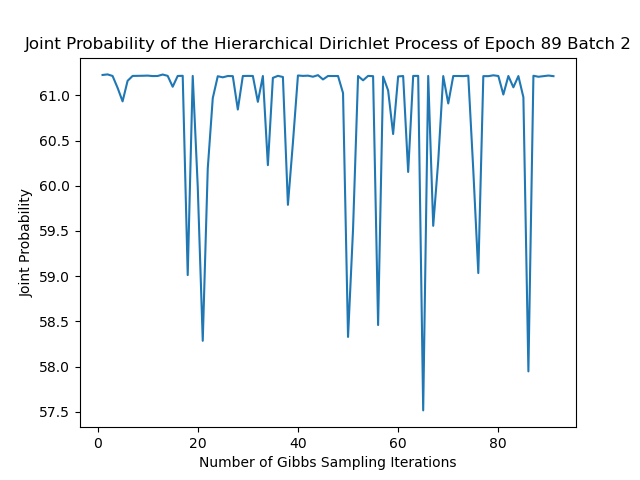 Joint Probability of the Hierarchical Dirichlet Process of Epoch 89 Batch 2
Joint Probability
61.0
60.5
60.0
59.5
59.0
58.5
58.0
57.5
0 20 40 60 80
Number of Gibbs Sampling Iterations